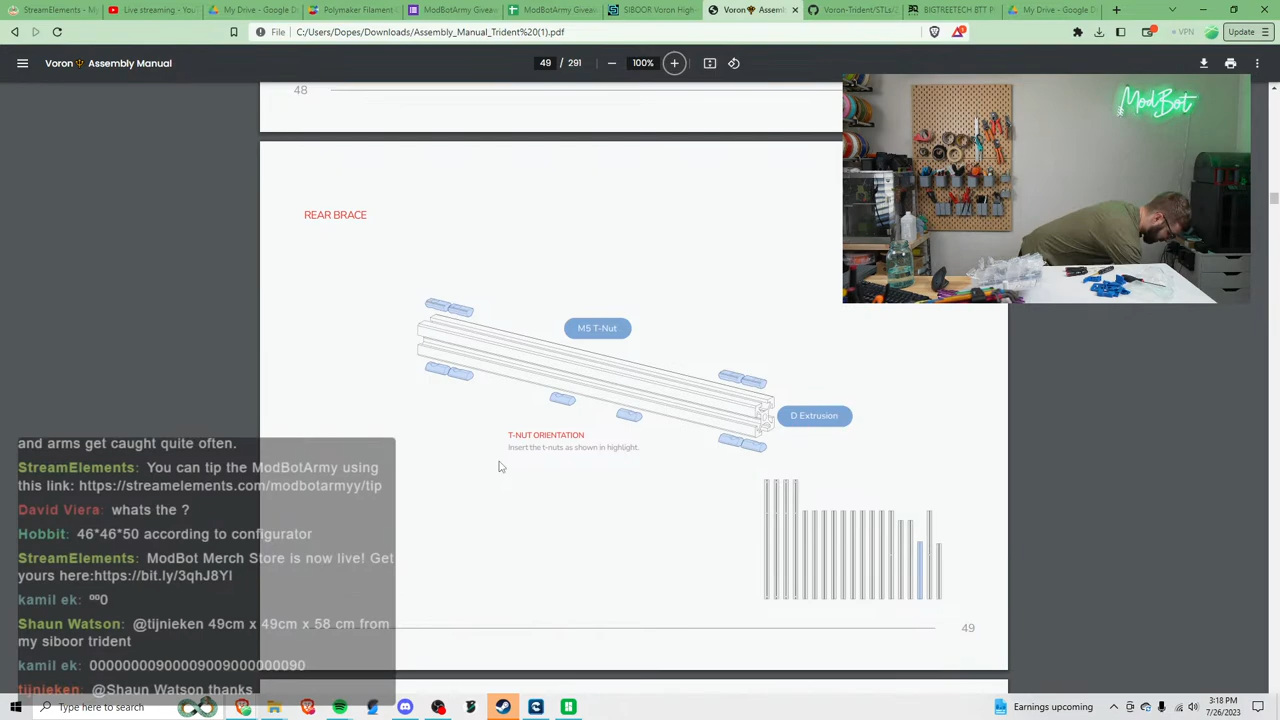 StreamElements - M
Live streaming - You
My Drive - Google D
Polymaker Filament
ModBotArmy Giveaw
ModBotArmy Giveaw
SIBOOR Voron High-
Voron Assemb
Voron-Trident/STLs/
BIGTREETECH BTT P
My Drive - Google D
File
C:/Users/Dopes/Downloads/Assembly_Manual_Trident%20(1).pdf
VPN
Update
Voron Assembly Manual
49 / 291
100%
48
ModBot
REAR BRACE
M5 T-Nut
D Extrusion
T-NUT ORIENTATION
Insert the t-nuts as shown in highlight.
49
and arms get caught quite often.
StreamElements: You can tip the ModBotArmy using
this link: https://streamelements.com/modbotarmyy/tip
David Viera: whats the ?
Hobbit: 46*46*50 according to configurator
StreamElements: ModBot Merch Store is now live! Get
yours here:https://bit.ly/3qhJ8YI
kamil ek: ººº0
Shaun Watson: @tijnieken 49cm x 49cm x 58 cm from
my siboor trident
kamil ek: 00000000900009009000000090
tijnieken: @Shaun Watson thanks
Type here to search
Earnings upcoming
3:18 PM
7/26/2023